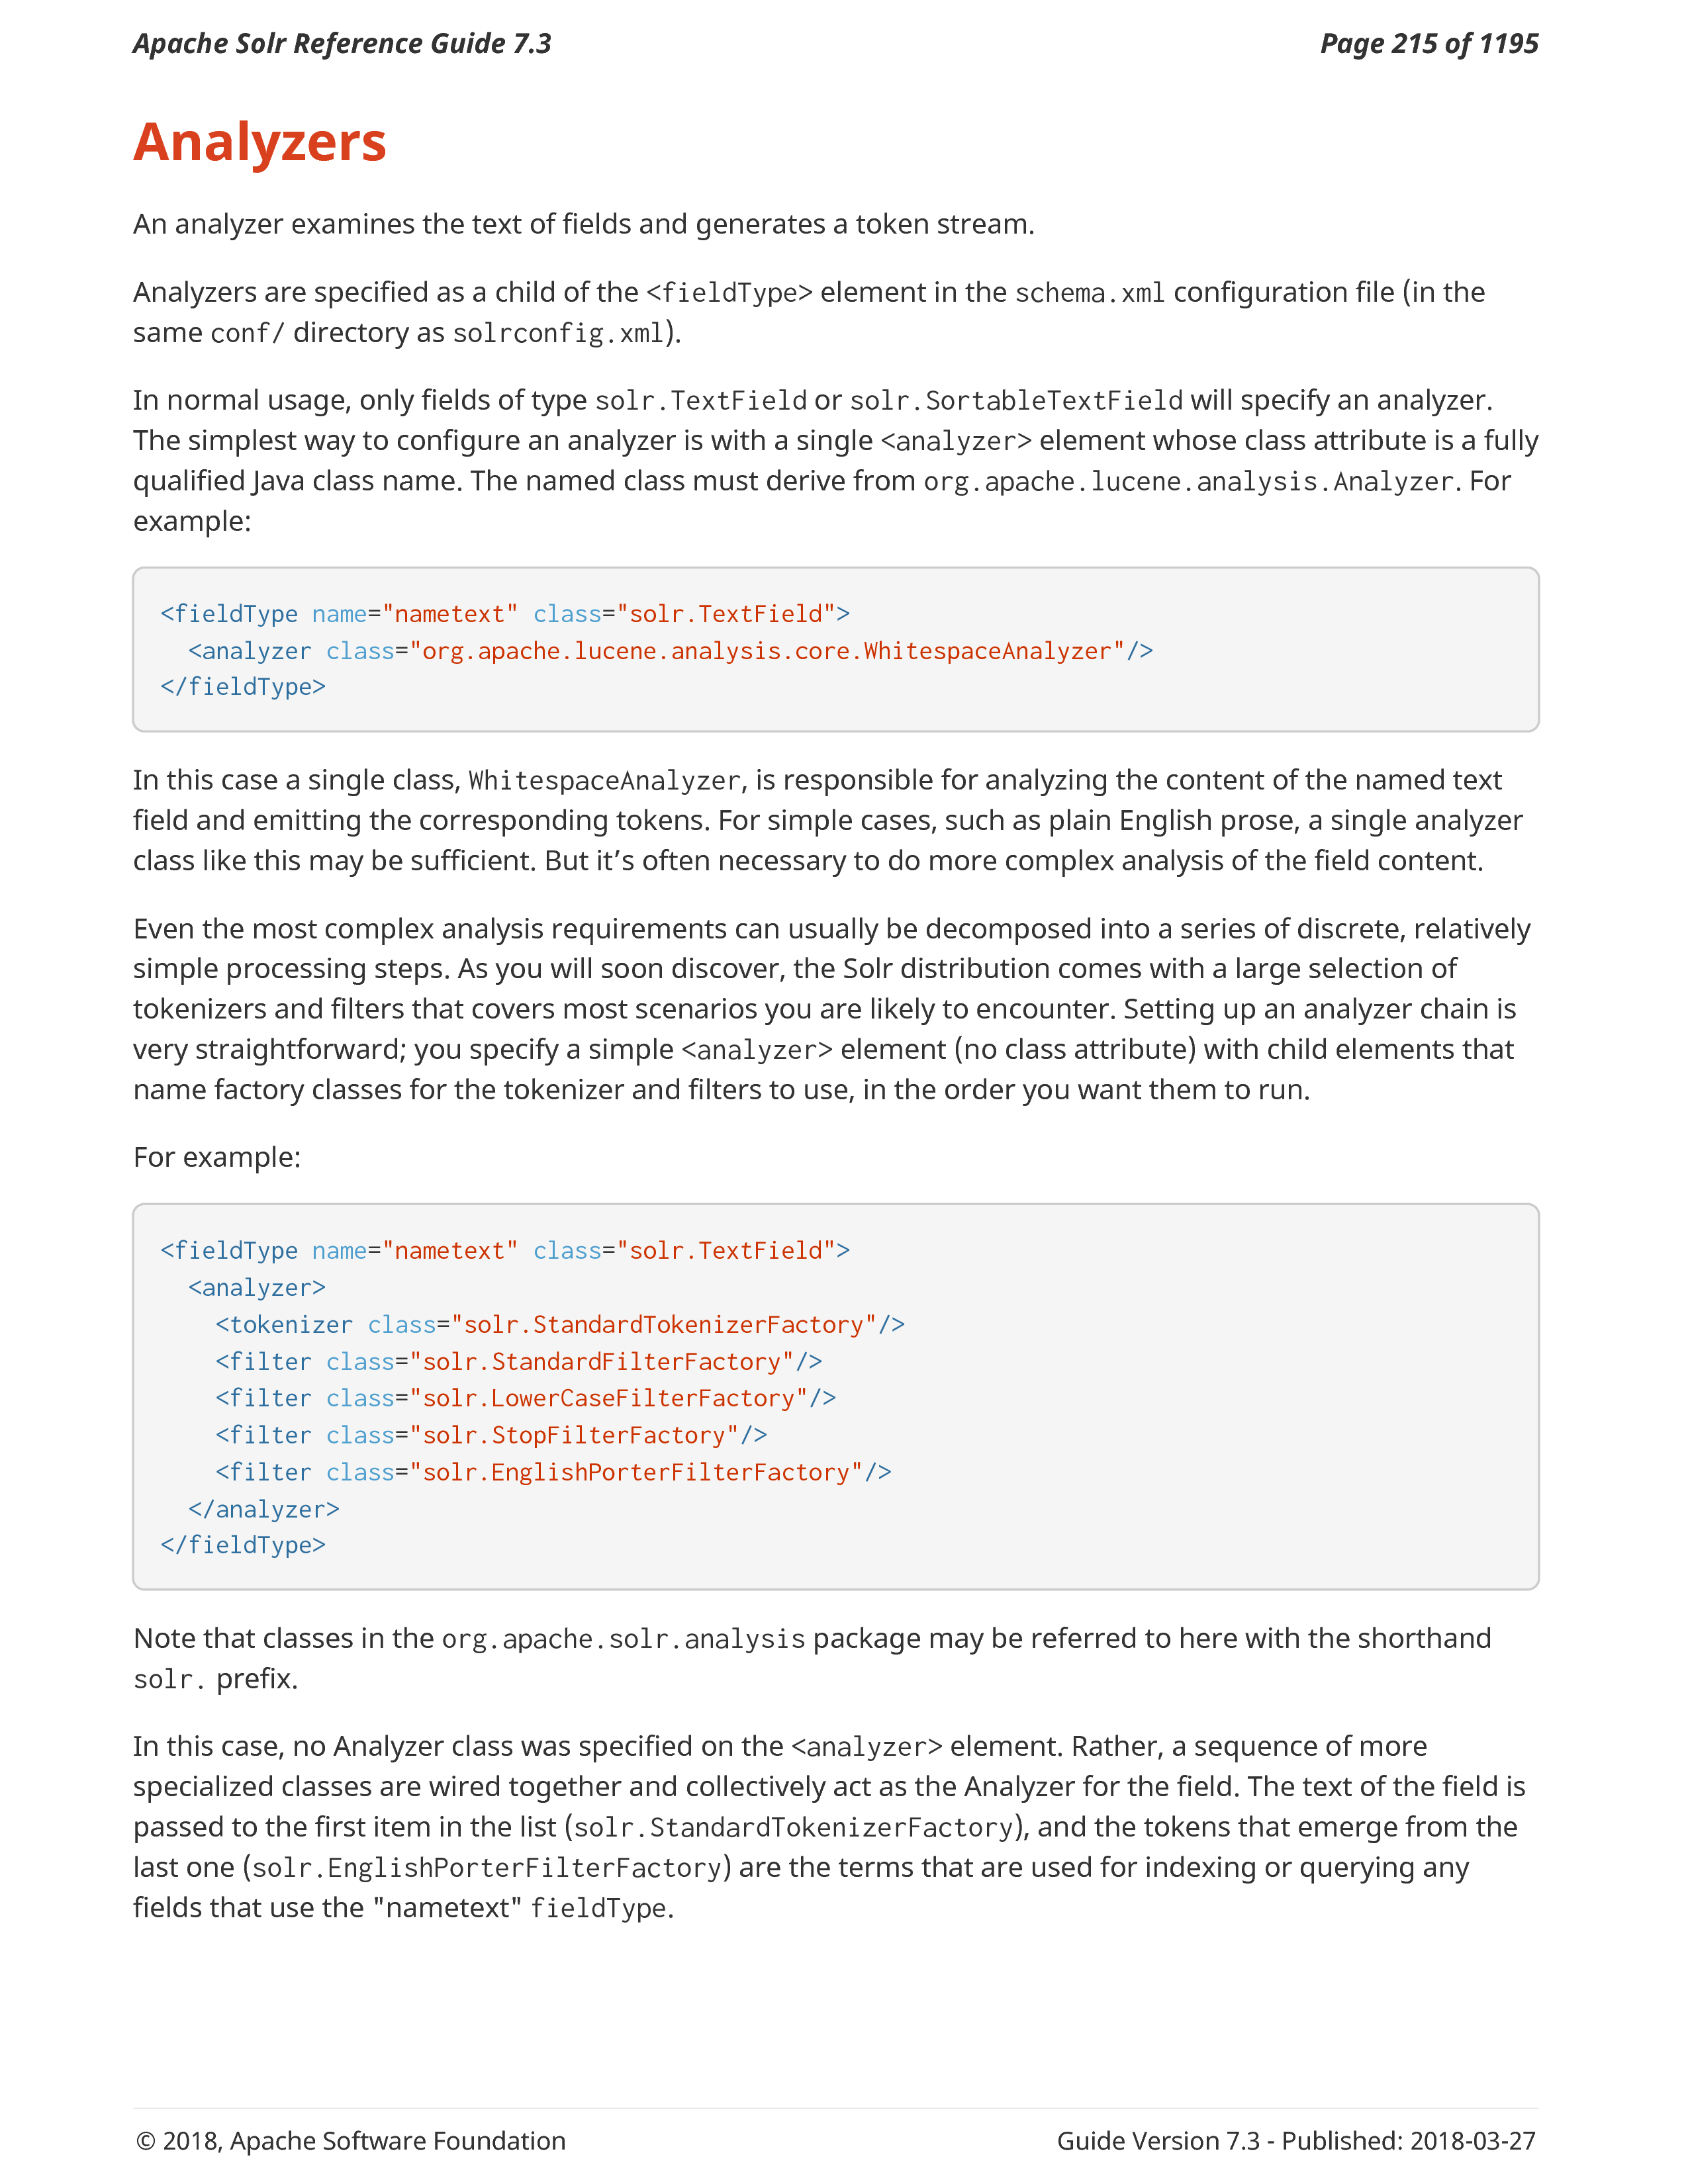 Apache Solr Reference Guide 7.3
Page 215 of 1195
Analyzers
An analyzer examines the text of fields and generates a token stream.
Analyzers are specified as a child of the <fieldType> element in the schema.xml configuration file (in the
same conf/ directory as solrconfig.xml).
In normal usage, only fields of type solr.TextField or solr.SortableTextField will specify an analyzer.
The simplest way to configure an analyzer is with a single <analyzer> element whose class attribute is a fully
qualified Java class name. The named class must derive from org.apache.lucene.analysis.Analyzer. For
example:
<fieldType name="nametext" class="solr.TextField">
  <analyzer class="org.apache.lucene.analysis.core.WhitespaceAnalyzer"/>
</fieldType>
In this case a single class, WhitespaceAnalyzer, is responsible for analyzing the content of the named text
field and emitting the corresponding tokens. For simple cases, such as plain English prose, a single analyzer
class like this may be sufficient. But it’s often necessary to do more complex analysis of the field content.
Even the most complex analysis requirements can usually be decomposed into a series of discrete, relatively
simple processing steps. As you will soon discover, the Solr distribution comes with a large selection of
tokenizers and filters that covers most scenarios you are likely to encounter. Setting up an analyzer chain is
very straightforward; you specify a simple <analyzer> element (no class attribute) with child elements that
name factory classes for the tokenizer and filters to use, in the order you want them to run.
For example:
<fieldType name="nametext" class="solr.TextField">
  <analyzer>
    <tokenizer class="solr.StandardTokenizerFactory"/>
    <filter class="solr.StandardFilterFactory"/>
    <filter class="solr.LowerCaseFilterFactory"/>
    <filter class="solr.StopFilterFactory"/>
    <filter class="solr.EnglishPorterFilterFactory"/>
  </analyzer>
</fieldType>
Note that classes in the org.apache.solr.analysis package may be referred to here with the shorthand
solr. prefix.
In this case, no Analyzer class was specified on the <analyzer> element. Rather, a sequence of more
specialized classes are wired together and collectively act as the Analyzer for the field. The text of the field is
passed to the first item in the list (solr.StandardTokenizerFactory), and the tokens that emerge from the
last one (solr.EnglishPorterFilterFactory) are the terms that are used for indexing or querying any
fields that use the "nametext" fieldType.
© 2018, Apache Software Foundation
Guide Version 7.3 - Published: 2018-03-27